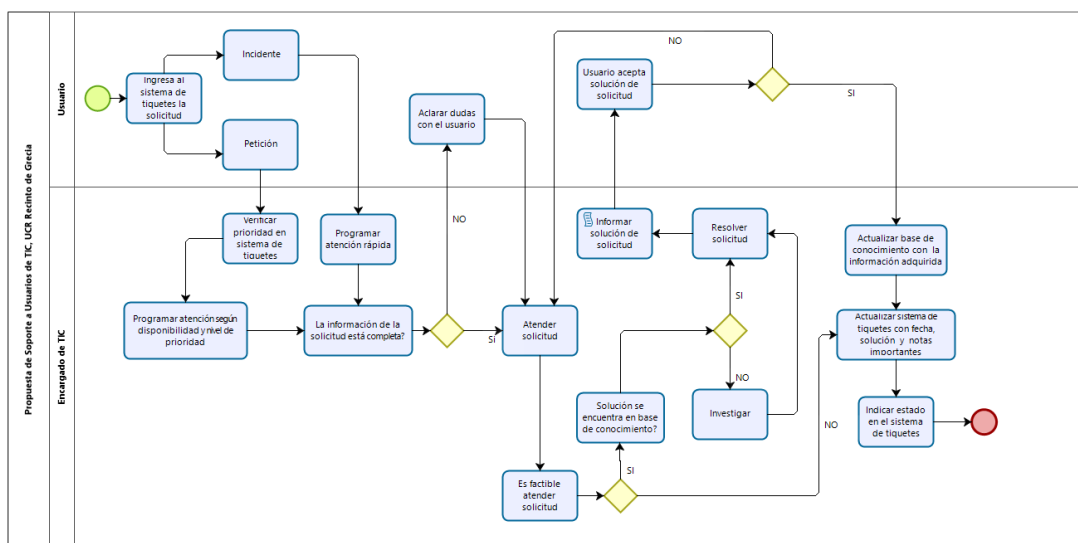 Propuesta de Soporte a Usuarios de TIC, UCR Recinto de Grecia
Usuario
Ingresa al
sistema de
tiquetes la
solicitud
Incidente
Petición
Aclarar dudas
con el usuario
Usuario acepta
solución de
solicitud
NO
SI
Encargado de TIC
Verificar
prioridad en
sistema de
tiquetes
Programar
atención rápida
Programar atención según
disponibilidad y nivel de
prioridad
La información de la
solicitud está completa?
NO
Sí
Atender
solicitud
Es factible
atender
solicitud
SI
NO
Solución se
encuentra en base
de conocimiento?
SI
NO
Investigar
Resolver
solicitud
Informar
solución de
solicitud
Actualizar base de
conocimiento con la
información adquirida
Actualizar sistema de
tiquetes con fecha,
solución y notas
importantes
Indicar estado
en el sistema
de tiquetes